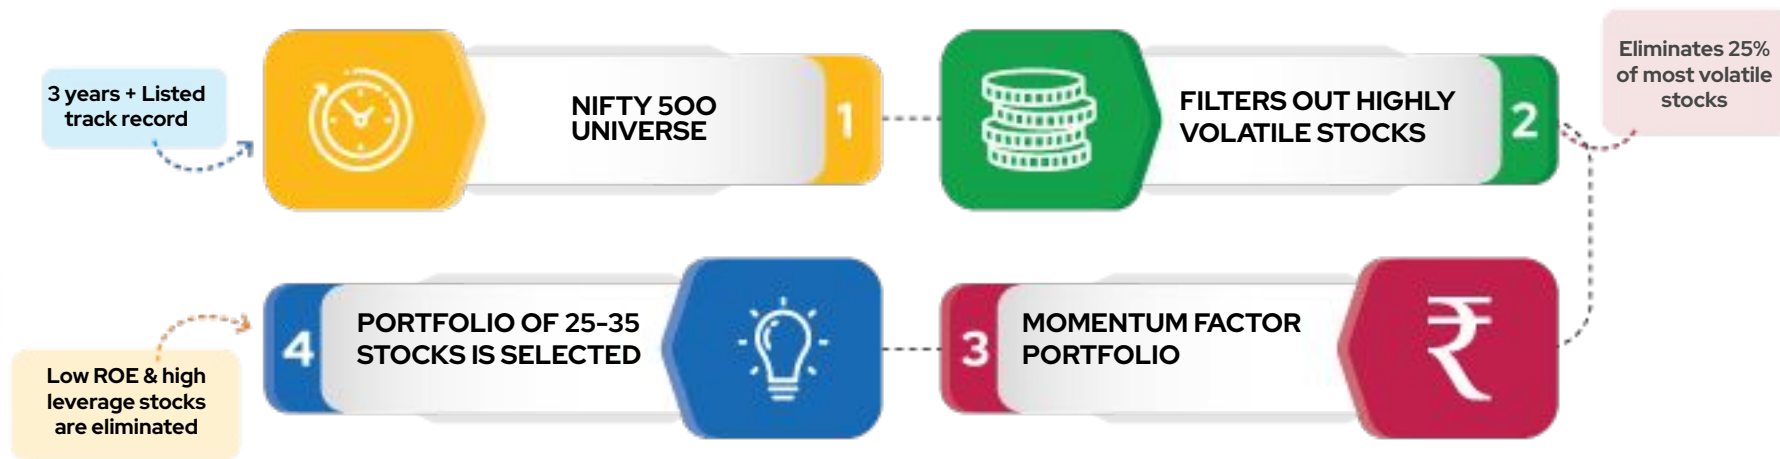 3 years + Listed
track record
NIFTY 500
UNIVERSE
1
FILTERS OUT HIGHLY
VOLATILE STOCKS
2
Eliminates 25%
of most volatile
stocks
3
MOMENTUM FACTOR
PORTFOLIO
₹
4
PORTFOLIO OF 25-35
STOCKS IS SELECTED
Low ROE & high
leverage stocks
are eliminated